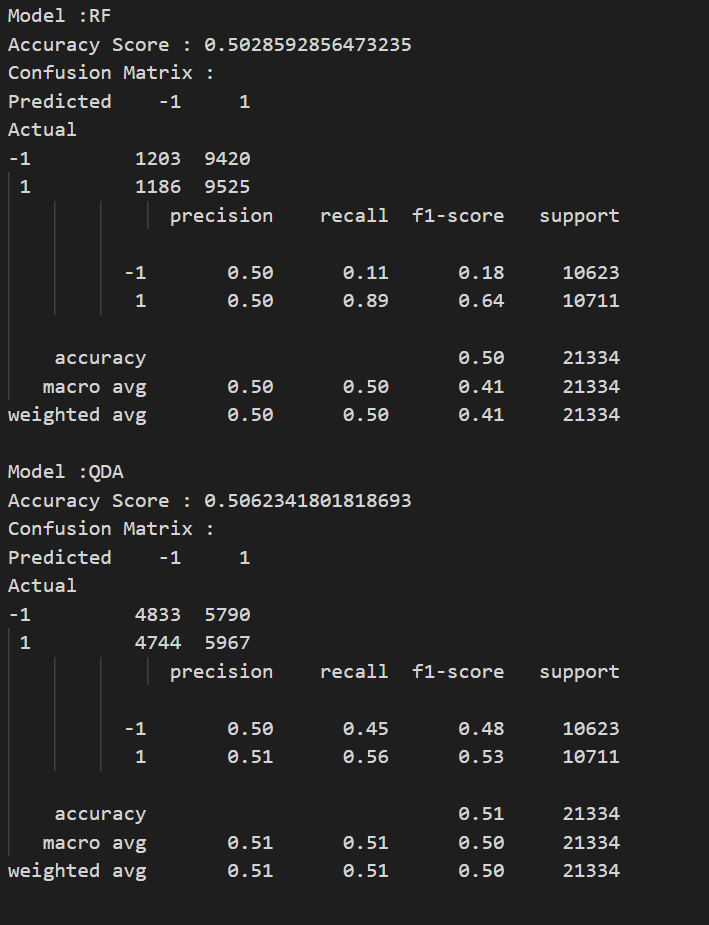 Model :RF
Accuracy Score : 0.5028592856473235
Confusion Matrix :
Predicted    -1     1
Actual
-1         1203  9420
 1         1186  9525
              precision    recall  f1-score   support

          -1       0.50      0.11      0.18     10623
           1       0.50      0.89      0.64     10711

    accuracy                           0.50     21334
   macro avg       0.50      0.50      0.41     21334
weighted avg       0.50      0.50      0.41     21334

Model :QDA
Accuracy Score : 0.5062341801818693
Confusion Matrix :
Predicted    -1     1
Actual
-1         4833  5790
 1         4744  5967
              precision    recall  f1-score   support

          -1       0.50      0.45      0.48     10623
           1       0.51      0.56      0.53     10711

    accuracy                           0.51     21334
   macro avg       0.51      0.51      0.50     21334
weighted avg       0.51      0.51      0.50     21334